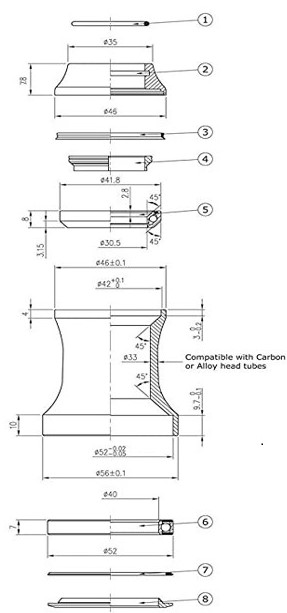 1
ø35
2
28
ø46
3
4
ø41.8
2.8
45°
8
5
3.15
ø30.5
45°
ø46±0.1
ø42 +0.1 0
4
3 0 -0.2
45°
ø33
Compatible with Carbon
or Alloy head tubes
45°
10
9.7 0 -0.1
ø52 -0.02 -0.05
ø56±0.1
ø40
7
6
ø52
7
8